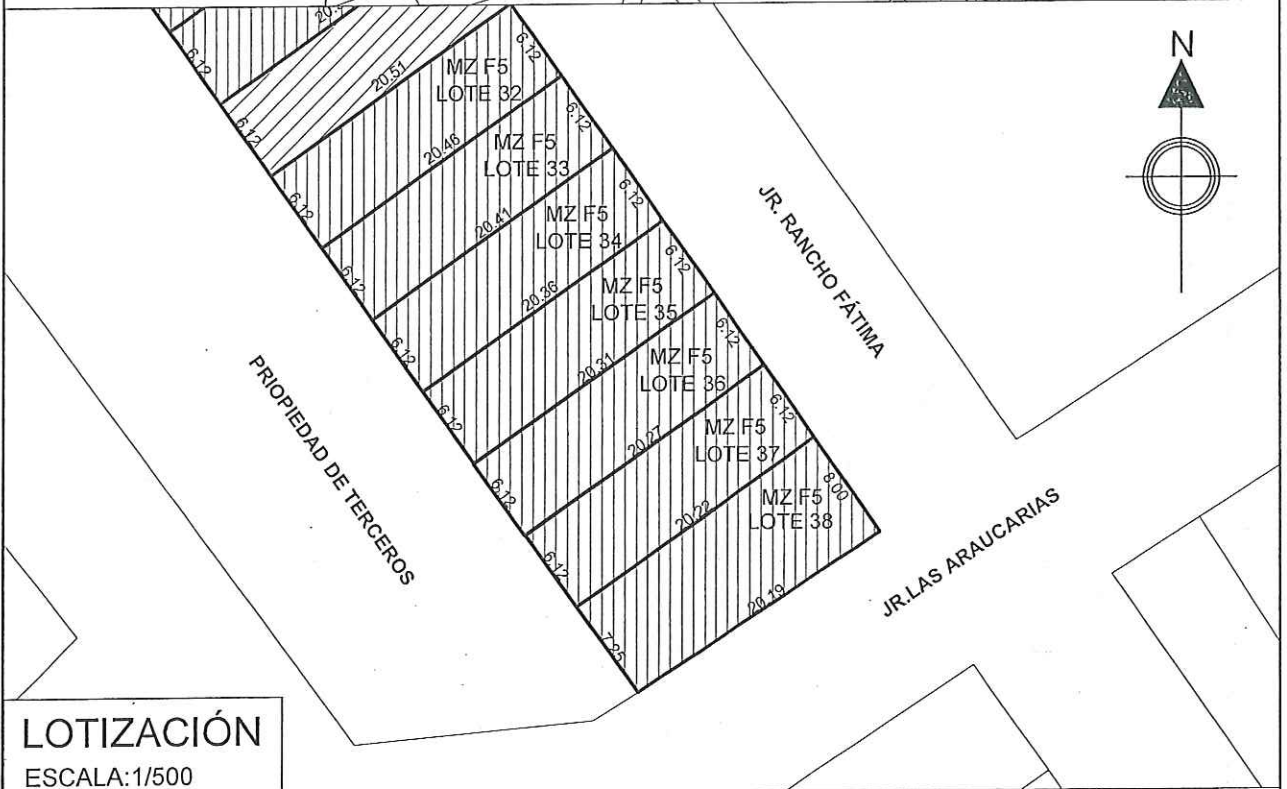 N
6.12
20.51
MZ F5
LOTE 32
6.12
6.12
20.46
MZ F5
LOTE 33
6.12
6.12
20.41
MZ F5
LOTE 34
6.12
6.12
20.36
MZ F5
LOTE 35
6.12
6.12
20.31
MZ F5
LOTE 36
6.12
6.12
20.27
MZ F5
LOTE 37
6.12
6.12
20.22
MZ F5
LOTE 38
8.00
6.12
20.19
7.25
JR. RANCHO FÁTIMA
PRIOPIEDAD DE TERCEROS
JR.LAS ARAUCARIAS
LOTIZACIÓN
ESCALA:1/500